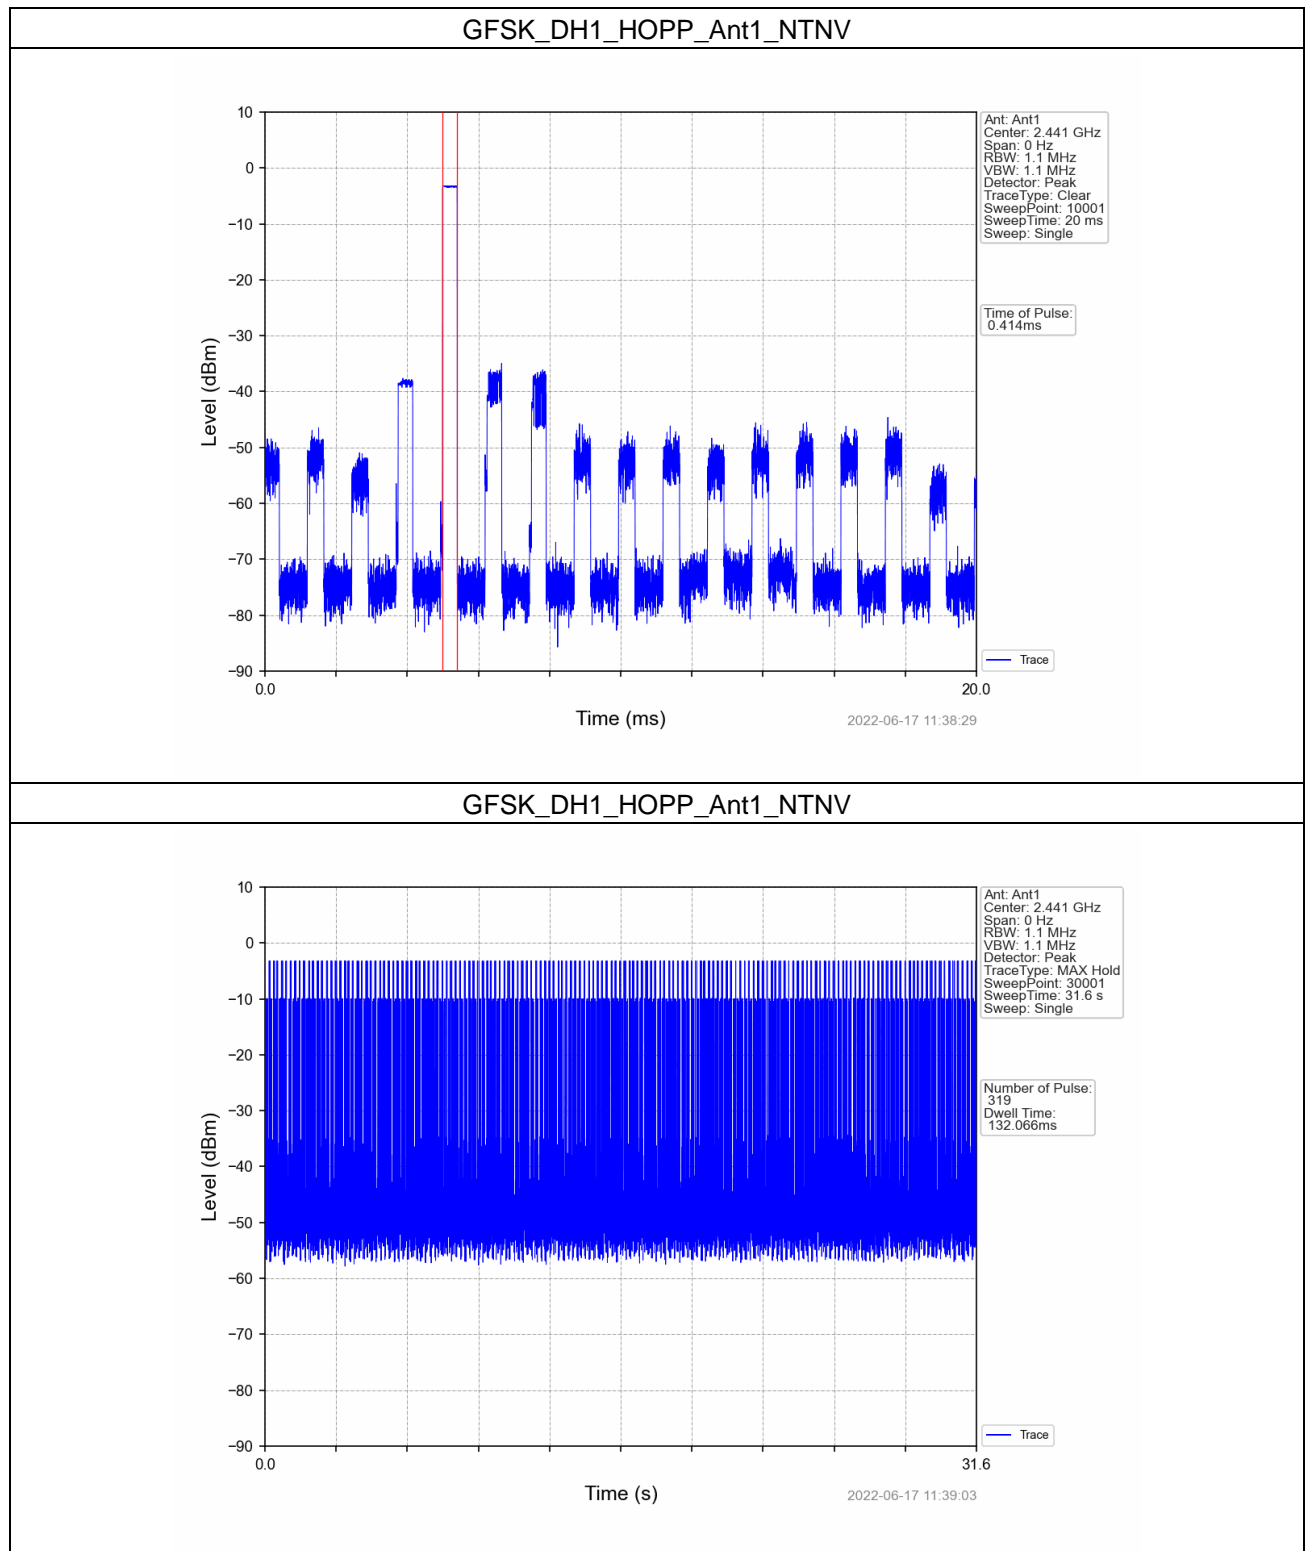 GFSK_DH1_HOPP_Ant1_NTNV
10
0
−10
−20
−30
−40
−50
−60
−70
−80
−90
Level (dBm)
0.0
20.0
Time (ms)
2022-06-17 11:38:29
Ant: Ant1
Center: 2.441 GHz
Span: 0 Hz
RBW: 1.1 MHz
VBW: 1.1 MHz
Detector: Peak
TraceType: Clear
SweepPoint: 10001
SweepTime: 20 ms
Sweep: Single
Time of Pulse:
0.414ms
Trace
GFSK_DH1_HOPP_Ant1_NTNV
10
0
−10
−20
−30
−40
−50
−60
−70
−80
−90
Level (dBm)
0.0
31.6
Time (s)
2022-06-17 11:39:03
Ant: Ant1
Center: 2.441 GHz
Span: 0 Hz
RBW: 1.1 MHz
VBW: 1.1 MHz
Detector: Peak
TraceType: MAX Hold
SweepPoint: 30001
SweepTime: 31.6 s
Sweep: Single
Number of Pulse:
319
Dwell Time:
132.066ms
Trace